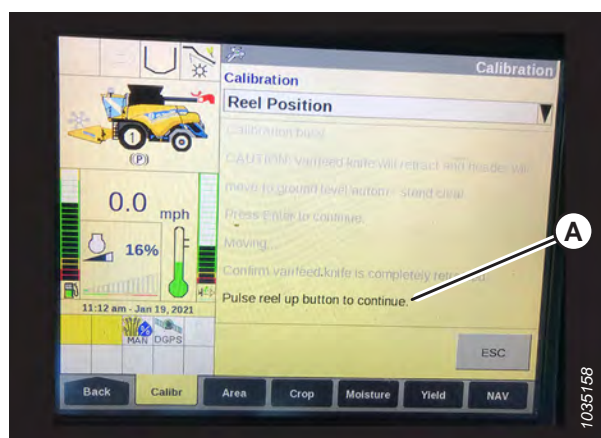 Calibration
Calibration
Reel Position
Calibration busy!
CAUTION: varifeed knife will retract and header will
move to ground level autom - stand clear.
Press Enter to continue.
Moving...
Confirm varifeed knife is completely retracted.
Pulse reel up button to continue.
A
1
(P)
0.0 mph
16%
11:12 am - Jan 19, 2021
MAN DGPS
ESC
Back Calibr Area Crop Moisture Yield NAV
1035158